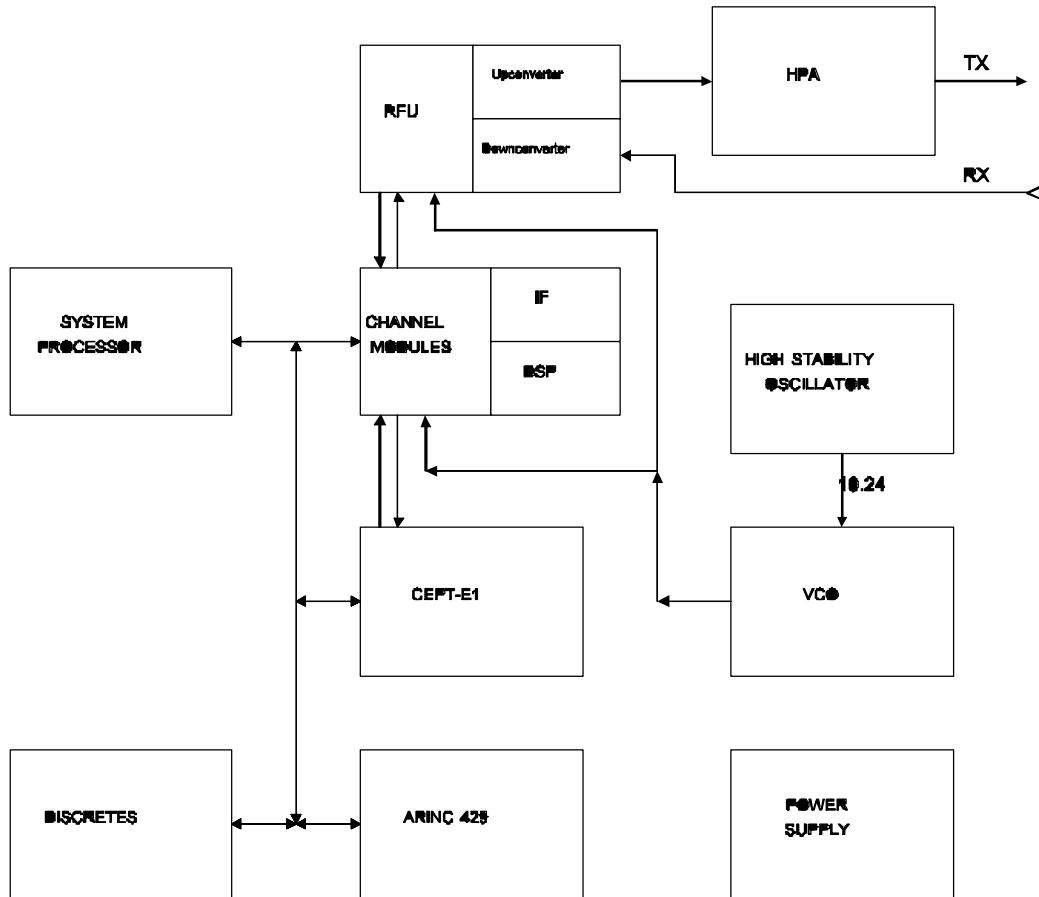 Upconverter
HPA
TX
RFU
Downconverter
RX
IF
SYSTEM
PROCESSOR
CHANNEL
MODULES
DSP
HIGH STABILITY
OSCILLATOR
10.24
CEPT-E1
VCO
DISCRETES
ARINC 429
POWER
SUPPLY